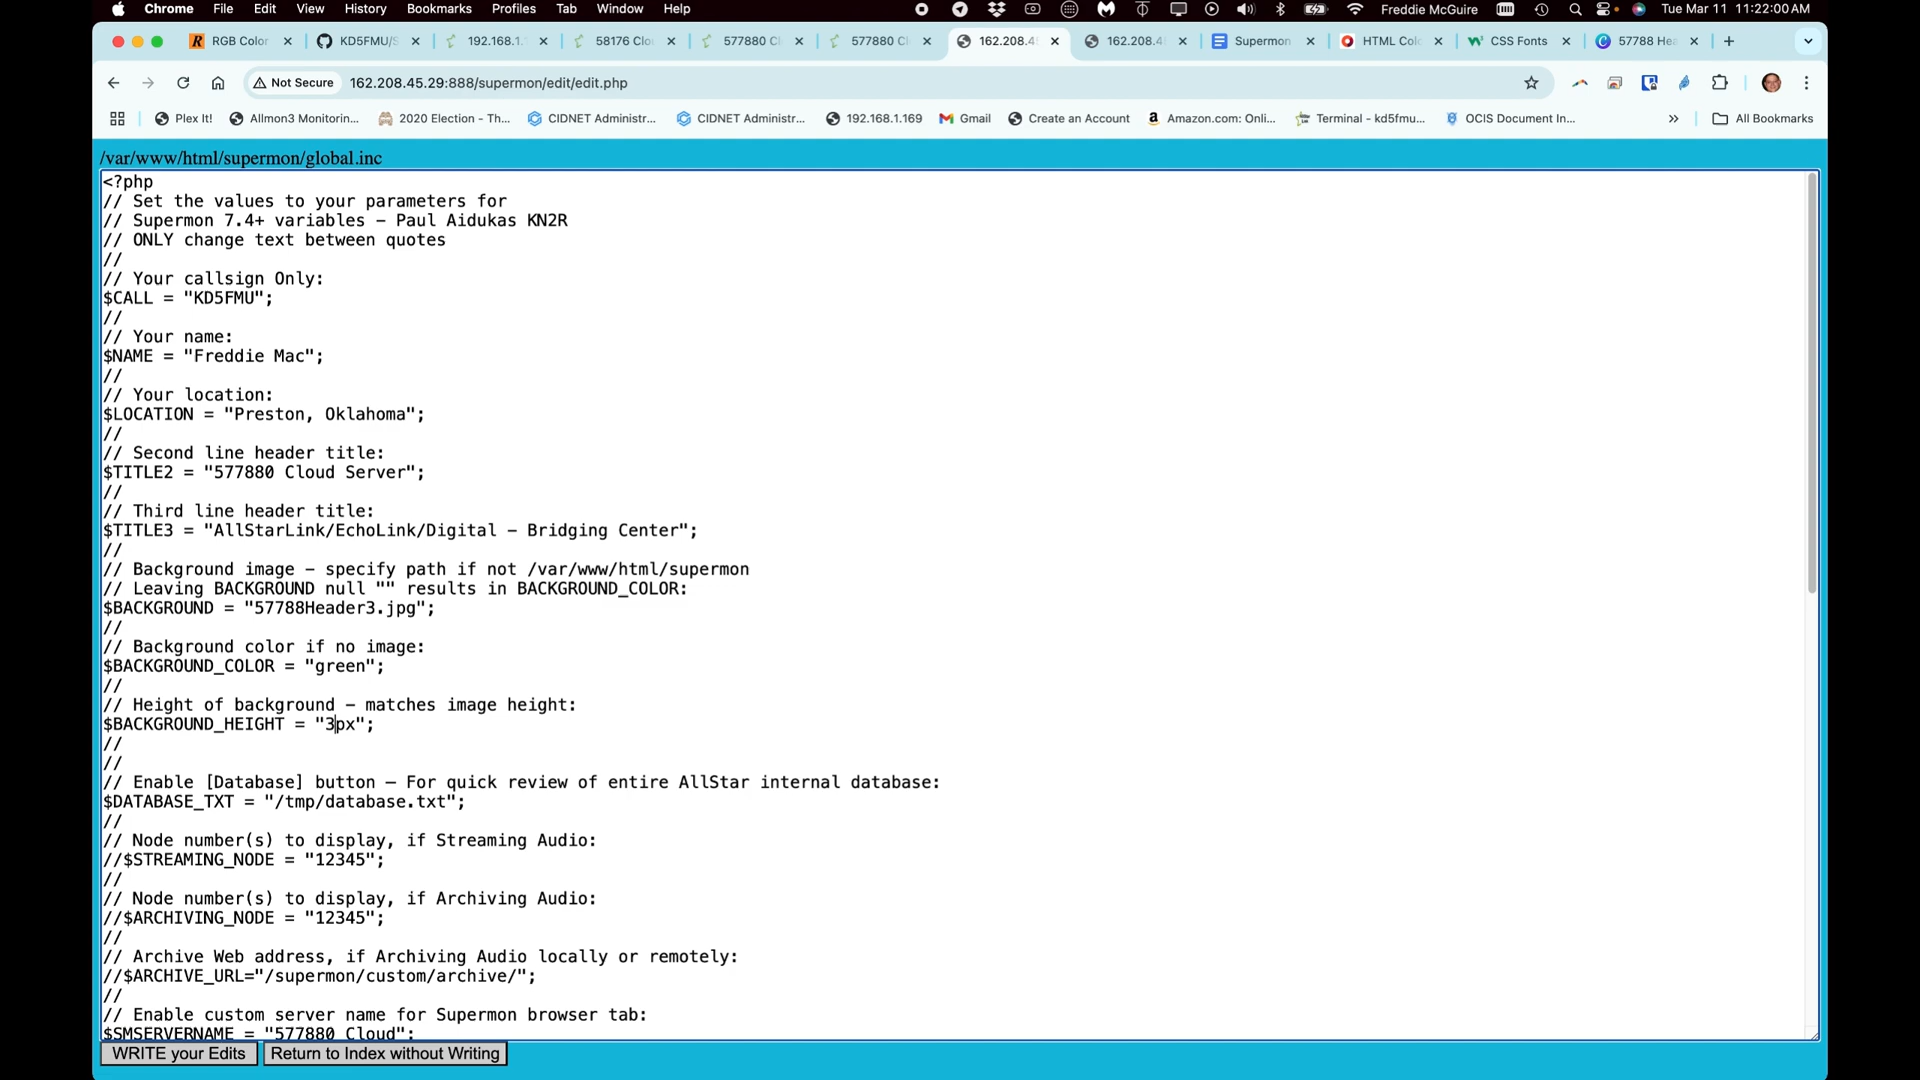 Chrome File Edit View History Bookmarks Profiles Tab Window Help Freddie McGuire Tue Mar 11 11:22:00 AM
RGB Color KD5FMU/S 192.168.1. 58176 Clo 577880 Cl 577880 Cl 162.208.4 162.208.4 Supermon HTML Colo CSS Fonts 57788 Hea
Not Secure 162.208.45.29:888/supermon/edit/edit.php
Plex It! Allmon3 Monitorin... 2020 Election - Th... CIDNET Administr... CIDNET Administr... 192.168.1.169 Gmail Create an Account Amazon.com: Onli... Terminal - kd5fmu... OCIS Document In... » All Bookmarks
/var/www/html/supermon/global.inc
<?php
// Set the values to your parameters for
// Supermon 7.4+ variables - Paul Aidukas KN2R
// ONLY change text between quotes
//
// Your callsign Only:
$CALL = "KD5FMU";
//
// Your name:
$NAME = "Freddie Mac";
//
// Your location:
$LOCATION = "Preston, Oklahoma";
//
// Second line header title:
$TITLE2 = "577880 Cloud Server";
//
// Third line header title:
$TITLE3 = "AllStarLink/EchoLink/Digital - Bridging Center";
//
// Background image - specify path if not /var/www/html/supermon
// Leaving BACKGROUND null "" results in BACKGROUND_COLOR:
$BACKGROUND = "57788Header3.jpg";
//
// Background color if no image:
$BACKGROUND_COLOR = "green";
//
// Height of background - matches image height:
$BACKGROUND_HEIGHT = "3px";
//
//
// Enable [Database] button - For quick review of entire AllStar internal database:
$DATABASE_TXT = "/tmp/database.txt";
//
// Node number(s) to display, if Streaming Audio:
//$STREAMING_NODE = "12345";
//
// Node number(s) to display, if Archiving Audio:
//$ARCHIVING_NODE = "12345";
//
// Archive Web address, if Archiving Audio locally or remotely:
//$ARCHIVE_URL="/supermon/custom/archive/";
//
// Enable custom server name for Supermon browser tab:
$SMSERVERNAME = "577880 Cloud";
WRITE your Edits Return to Index without Writing